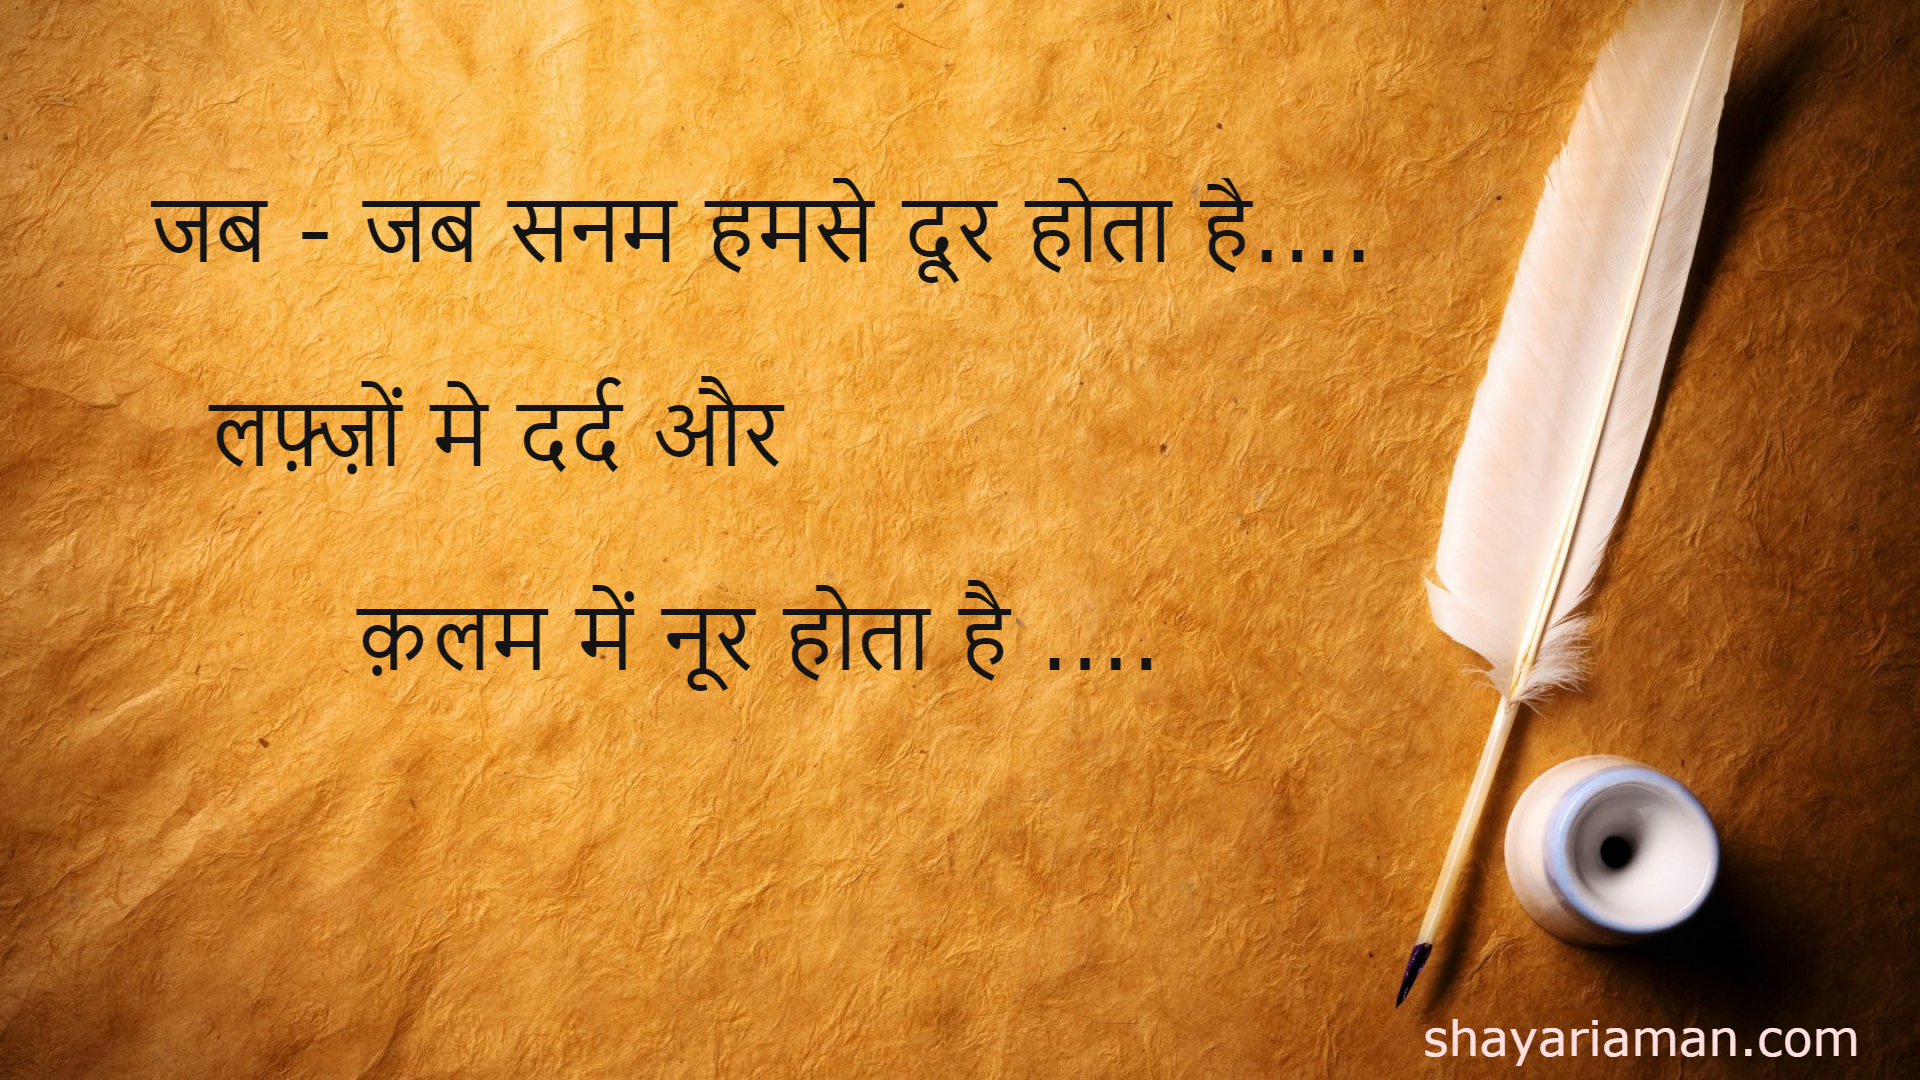 जब - जब सनम हमसे दूर होता है....
लफ़्ज़ों मे दर्द और
क़लम में नूर होता है ....
shayariaman.com